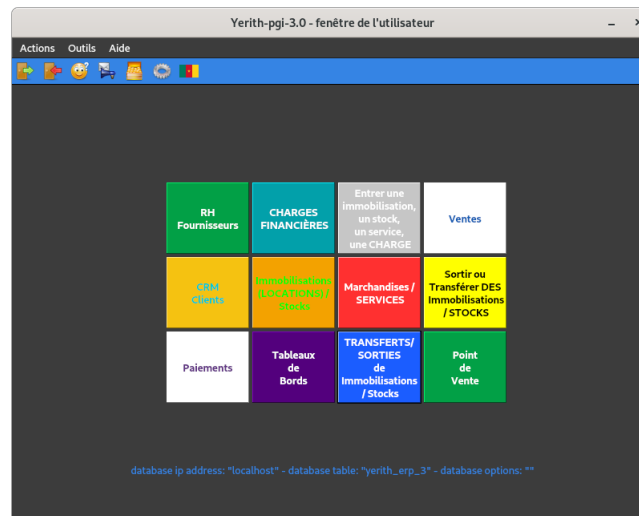 Yerith-pgi-3.0 - fenêtre de l'utilisateur
Actions Outils Aide
RH
Fournisseurs
CHARGES
FINANCIÈRES
Entrer une
immobilisation,
un stock,
un service,
une CHARGE
Ventes
CRM
Clients
Immobilisations
(LOCATIONS)/
Stocks
Marchandises /
SERVICES
Sortir ou
Transférer DES
Immobilisations
/ STOCKS
Paiements
Tableaux
de
Bords
TRANSFERTS/
SORTIES
de
Immobilisations
/ Stocks
Point
de
Vente
database ip address: "localhost" - database table: "yerith_erp_3" - database options: ""